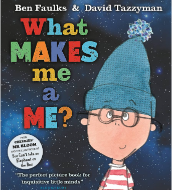 Ben Faulks & David Tazzyman
What
MAKES
me
a ME?
"The perfect picture book for
inquisitive little minds"